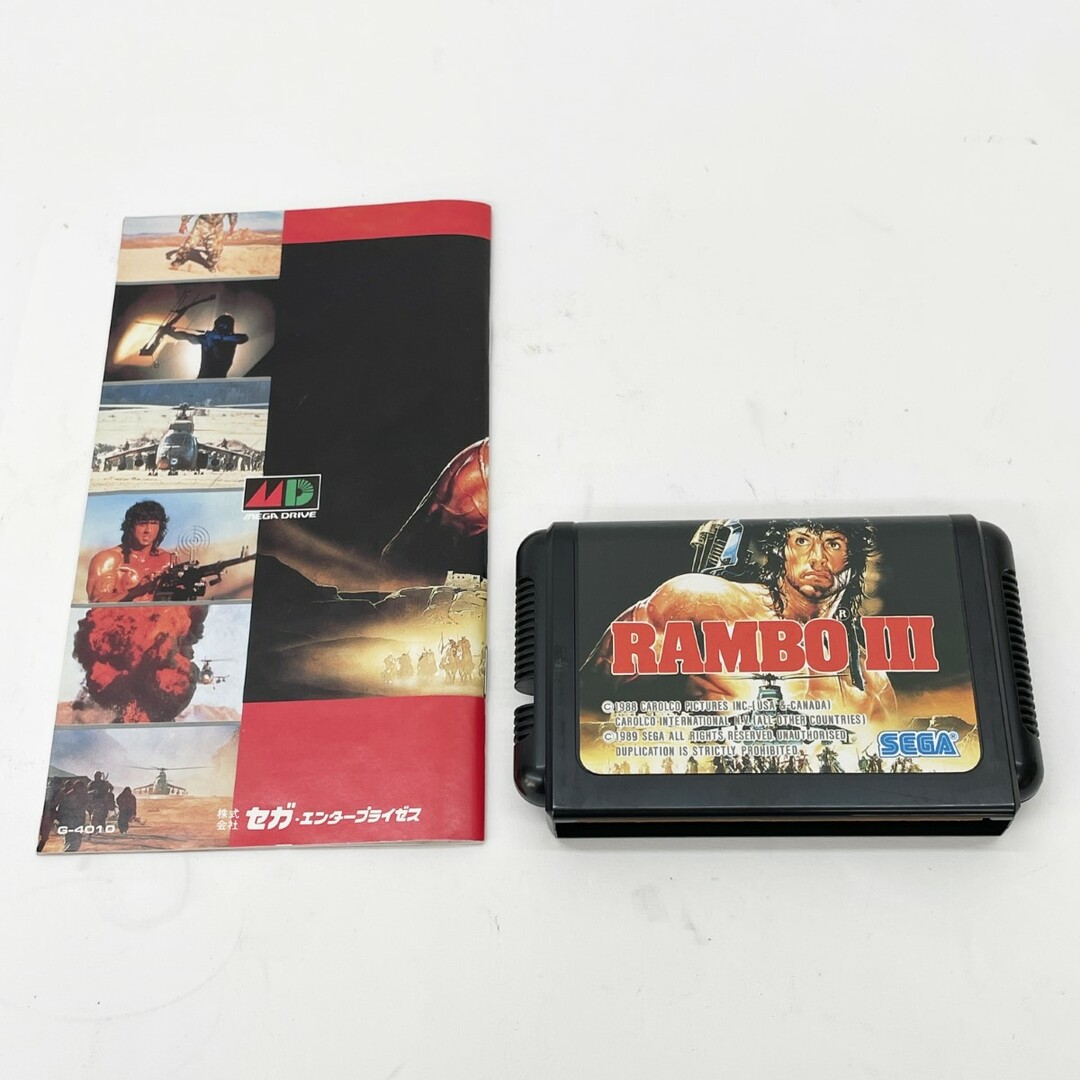 MD
MEGA DRIVE
G-4010
株式
会社
セガ・エンタープライゼス
RAMBO III®
©1988 CAROLCO PICTURES INC.(USA & CANADA)
CAROLCO INTERNATIONAL N.V.(ALL OTHER COUNTRIES)
©1989 SEGA ALL RIGHTS RESERVED UNAUTHORISED
DUPLICATION IS STRICTLY PROHIBITED.
SEGA®